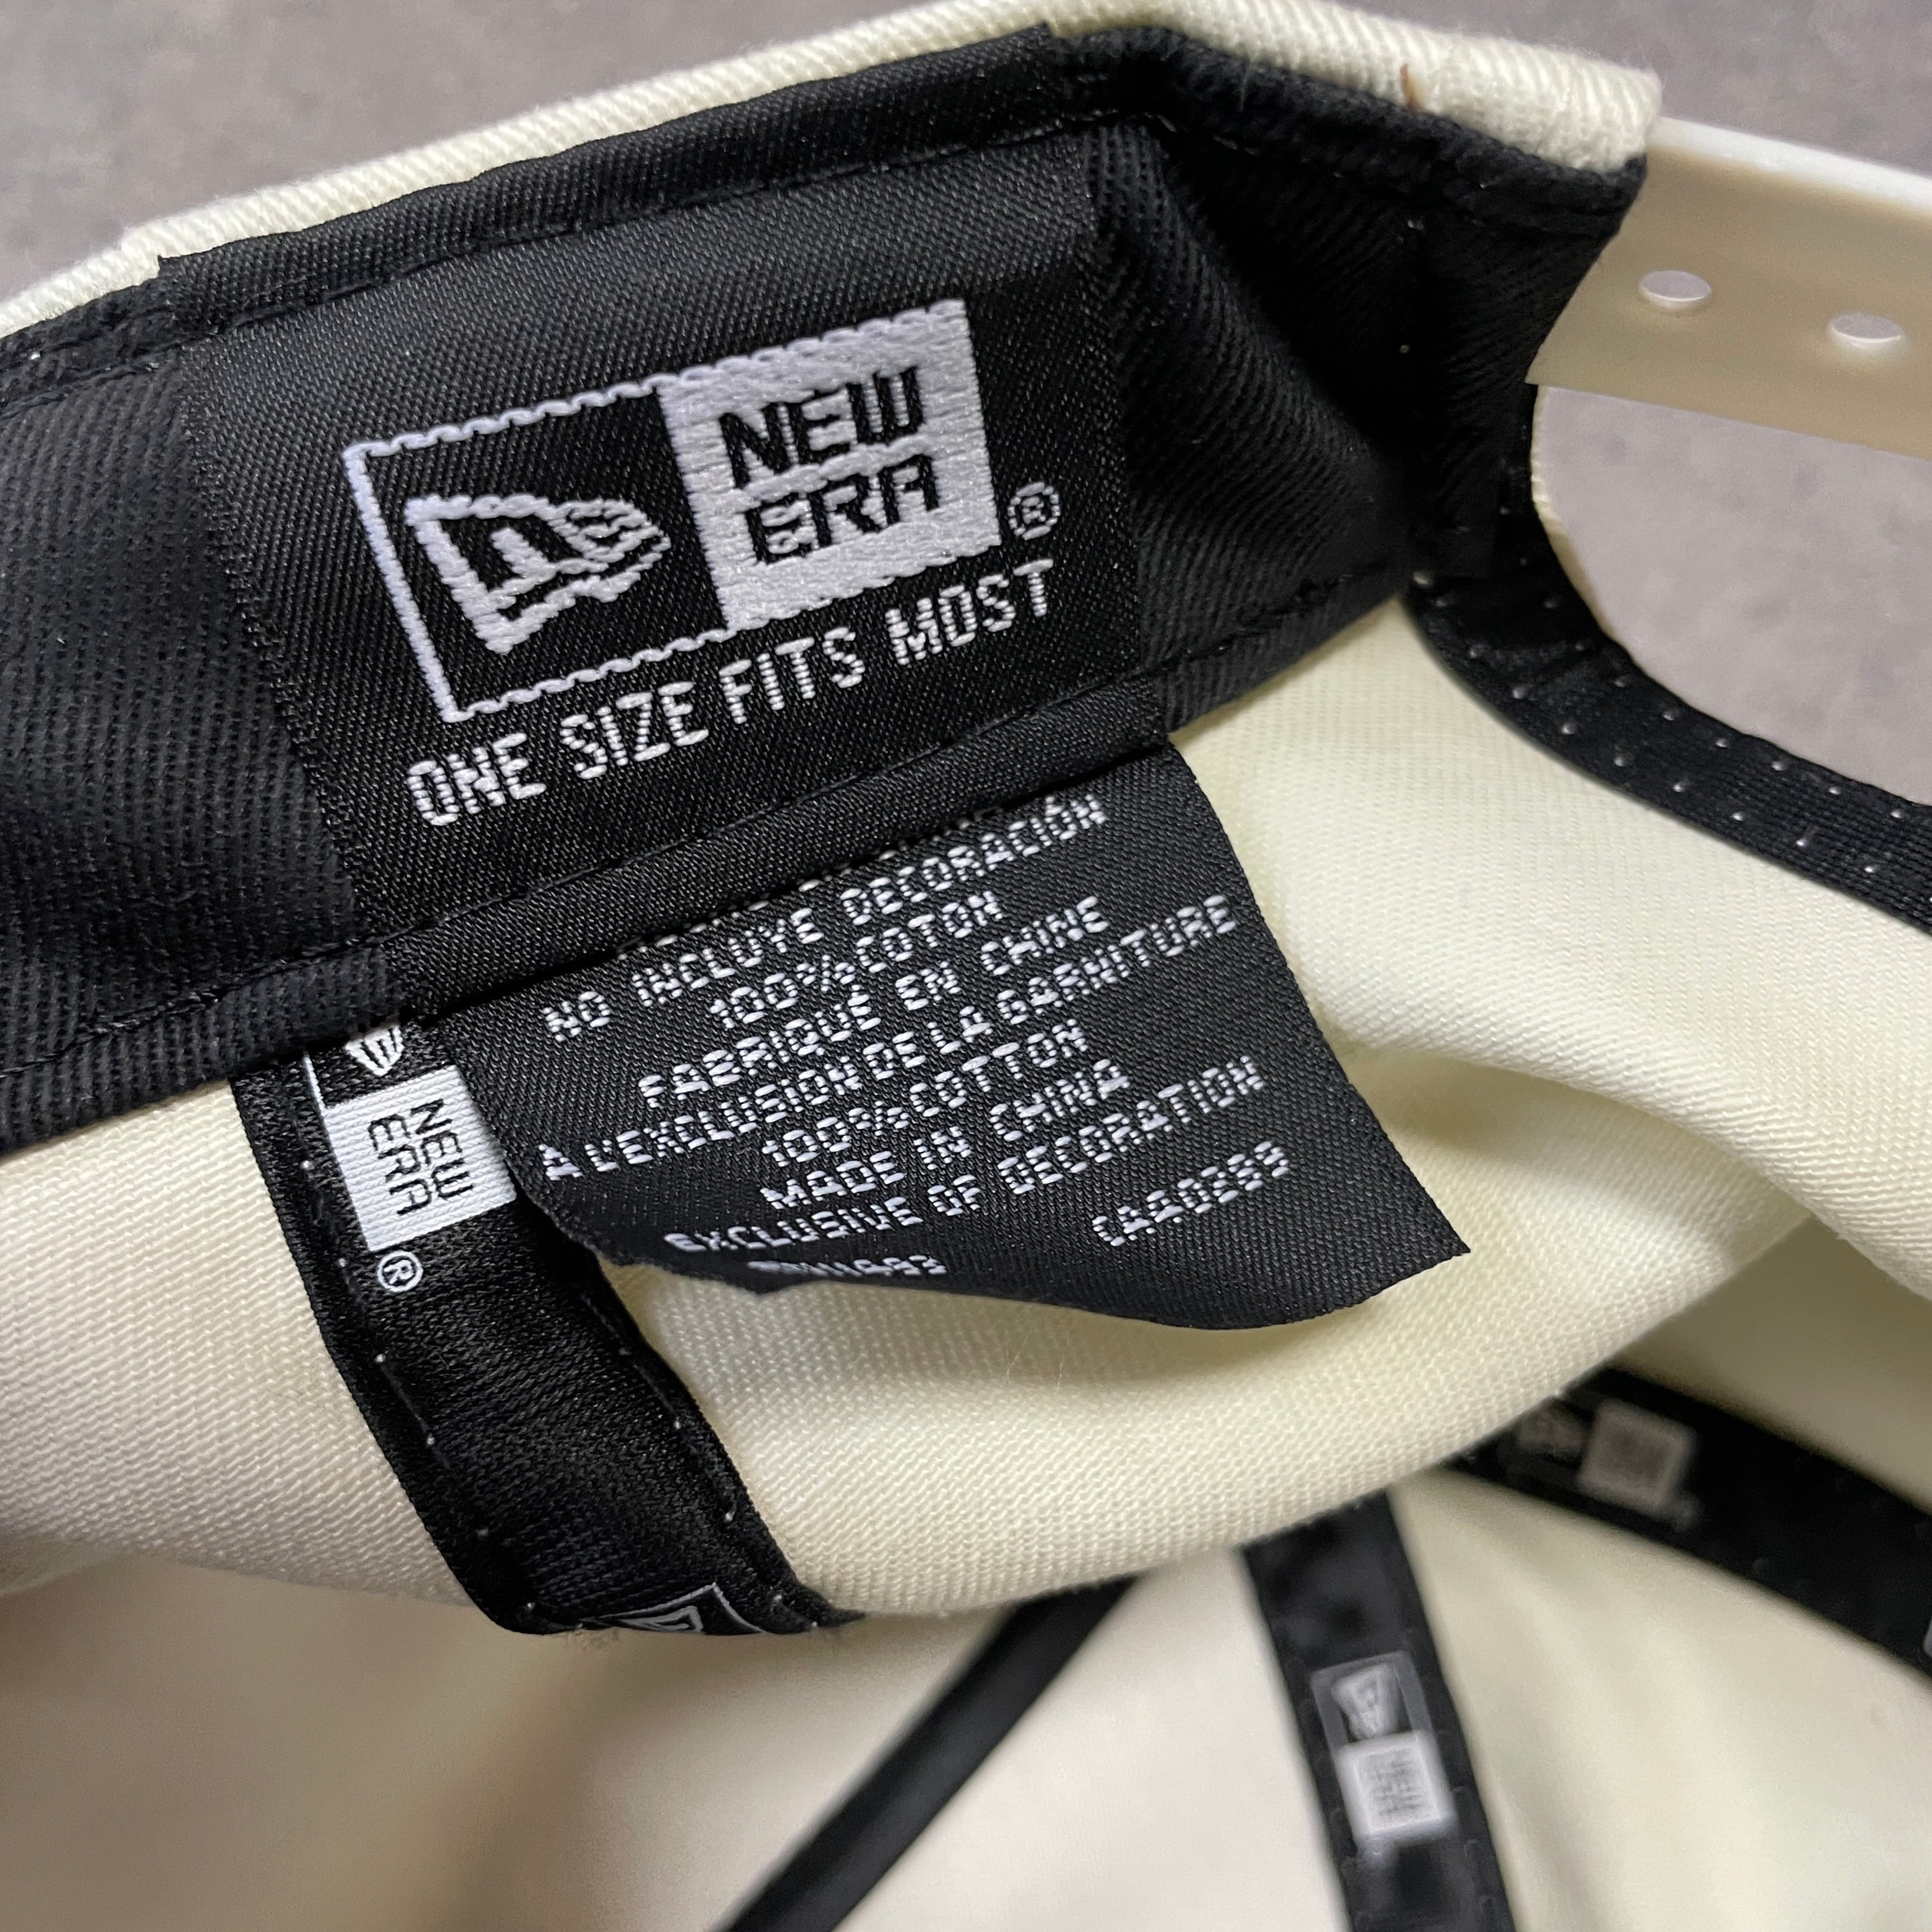 NEW
ERA
®
ONE SIZE FITS MOST
NO INCLUYE DECORACIÓN
100% COTON
FABRIQUÉ EN CHINE
À L'EXCLUSION DE LA GARNITURE
100% COTTON
MADE IN CHINA
EXCLUSIVE OF DECORATION
NEW
ERA
®